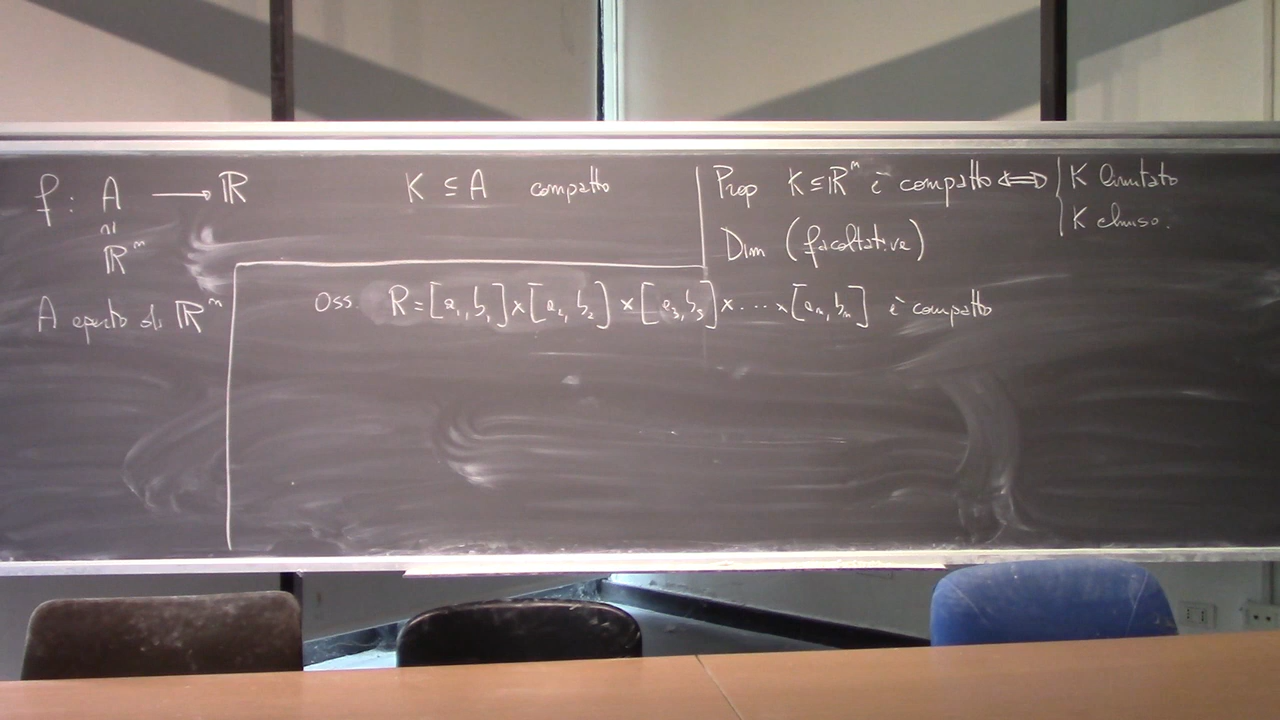 f: A → ℝ
⊆
ℝⁿ
A aperto di ℝⁿ
K ⊆ A compatto
Prop K ⊆ ℝⁿ è compatto ⟺ { K limitato
K chiuso.
Dim (facoltativa)
Oss. R = [a₁, b₁] × [a₂, b₂] × [a₃, b₃] × ... × [aₙ, bₙ] è compatto